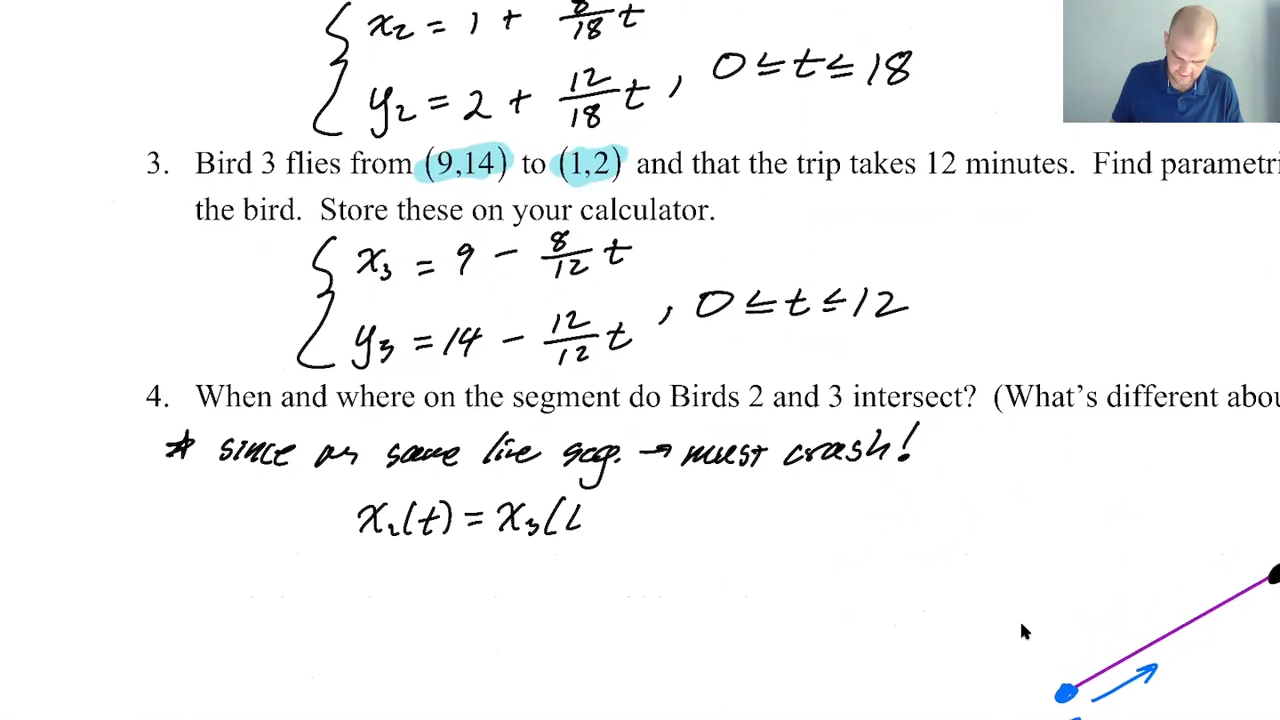 x₂ = 1 + 8/18 t
y₂ = 2 + 12/18 t , 0 ≤ t ≤ 18
3. Bird 3 flies from (9,14) to (1,2) and that the trip takes 12 minutes. Find parametri
the bird. Store these on your calculator.
x₃ = 9 - 8/12 t
y₃ = 14 - 12/12 t , 0 ≤ t ≤ 12
4. When and where on the segment do Birds 2 and 3 intersect? (What's different abou
* since on same line seg. → must crash!
x₂(t) = x₃(